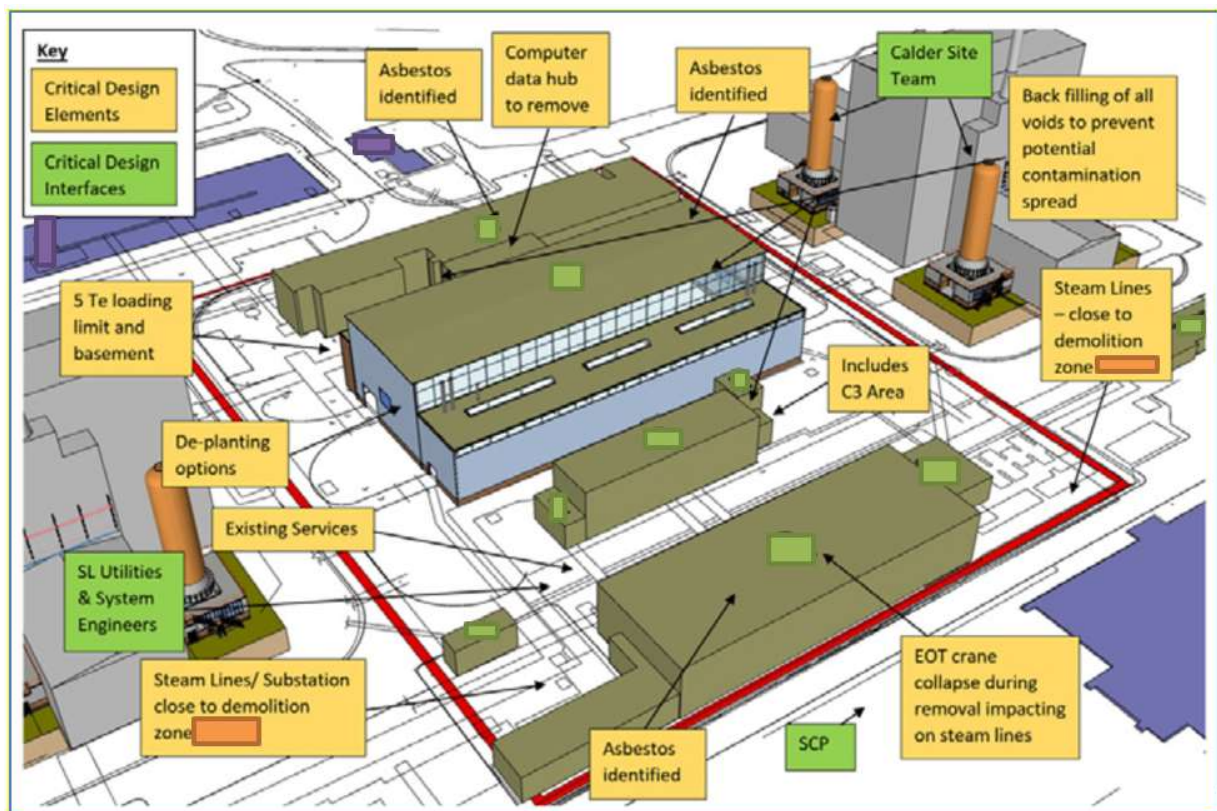 Key
Critical Design
Elements
Critical Design
Interfaces
Asbestos
identified
Computer
data hub
to remove
Asbestos
identified
Calder Site
Team
Back filling of all
voids to prevent
potential
contamination
spread
5 Te loading
limit and
basement
Steam Lines
– close to
demolition
zone
Includes
C3 Area
De-planting
options
Existing Services
SL Utilities
& System
Engineers
Steam Lines/ Substation
close to demolition
zone
Asbestos
identified
SCP
EOT crane
collapse during
removal impacting
on steam lines